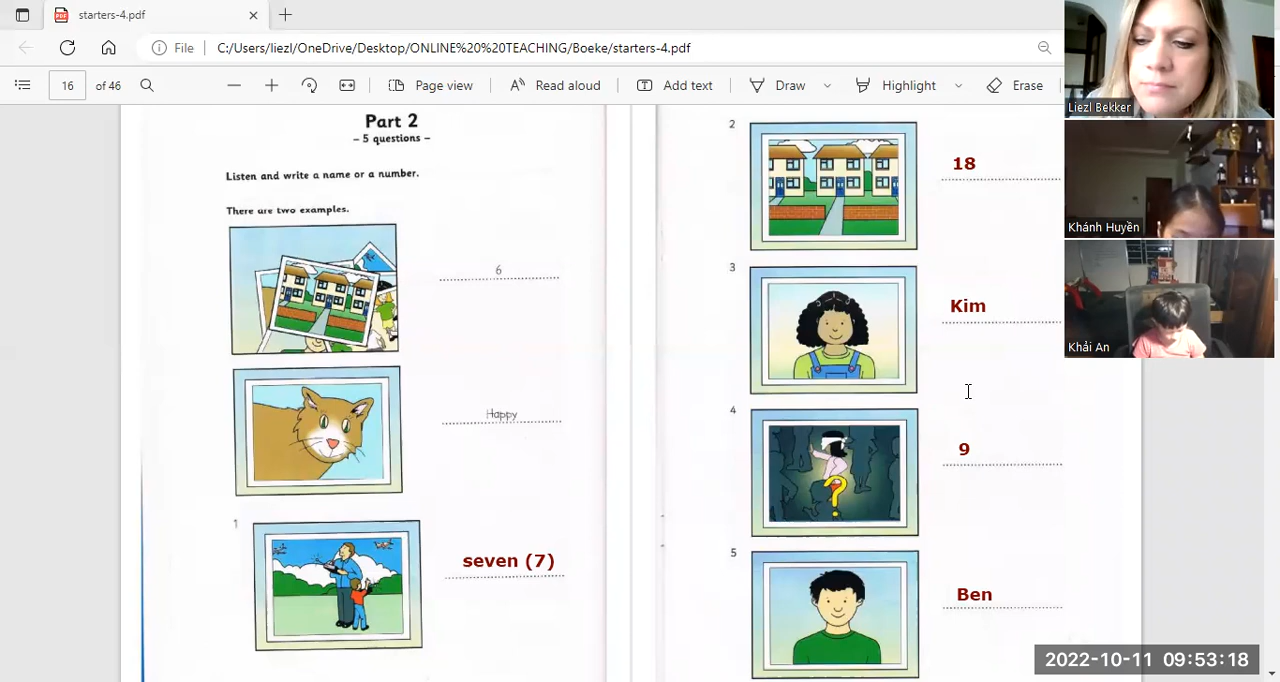 starters-4.pdf
File
C:/Users/liezl/OneDrive/Desktop/ONLINE%20%20TEACHING/Boeke/starters-4.pdf
16 of 46
Page view
Read aloud
Add text
Draw
Highlight
Erase
Part 2
– 5 questions –
Listen and write a name or a number.
There are two examples.
6
Happy
1
seven (7)
2
18
3
Kim
4
9
?
5
Ben
Liezl Bekker
Khánh Huyền
Khải An
2022-10-11 09:53:18